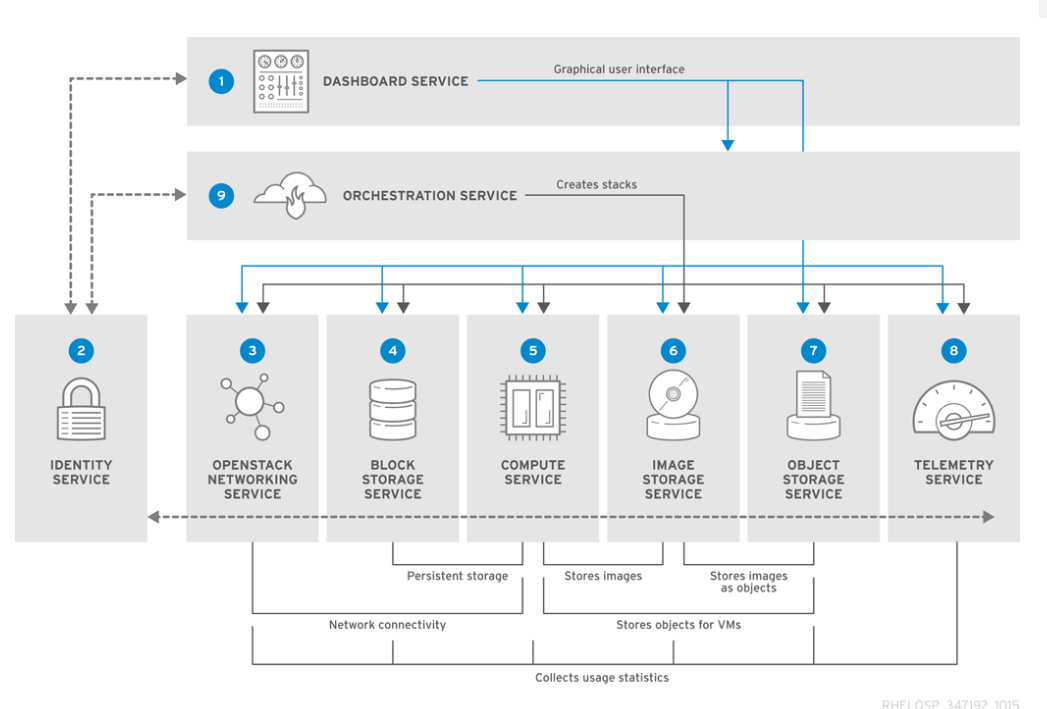 1
DASHBOARD SERVICE
Graphical user interface
9
ORCHESTRATION SERVICE
Creates stacks
2
IDENTITY
SERVICE
3
OPENSTACK
NETWORKING
SERVICE
4
BLOCK
STORAGE
SERVICE
5
COMPUTE
SERVICE
6
IMAGE
STORAGE
SERVICE
7
OBJECT
STORAGE
SERVICE
8
TELEMETRY
SERVICE
Persistent storage
Stores images
Stores images
as objects
Network connectivity
Stores objects for VMs
Collects usage statistics
RHELOSP_347192_1015